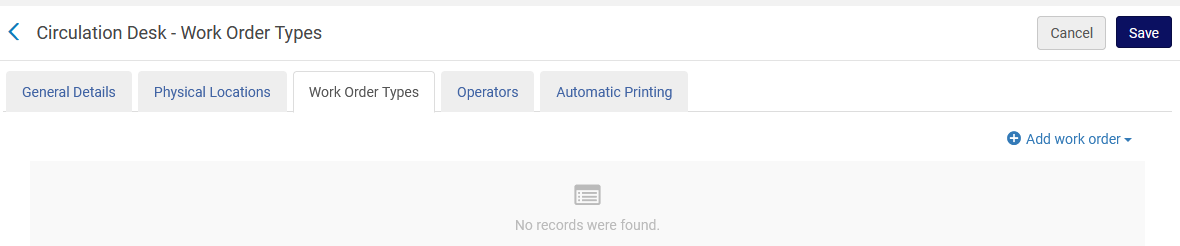 Circulation Desk - Work Order Types
Cancel
Save
General Details
Physical Locations
Work Order Types
Operators
Automatic Printing
Add work order
No records were found.